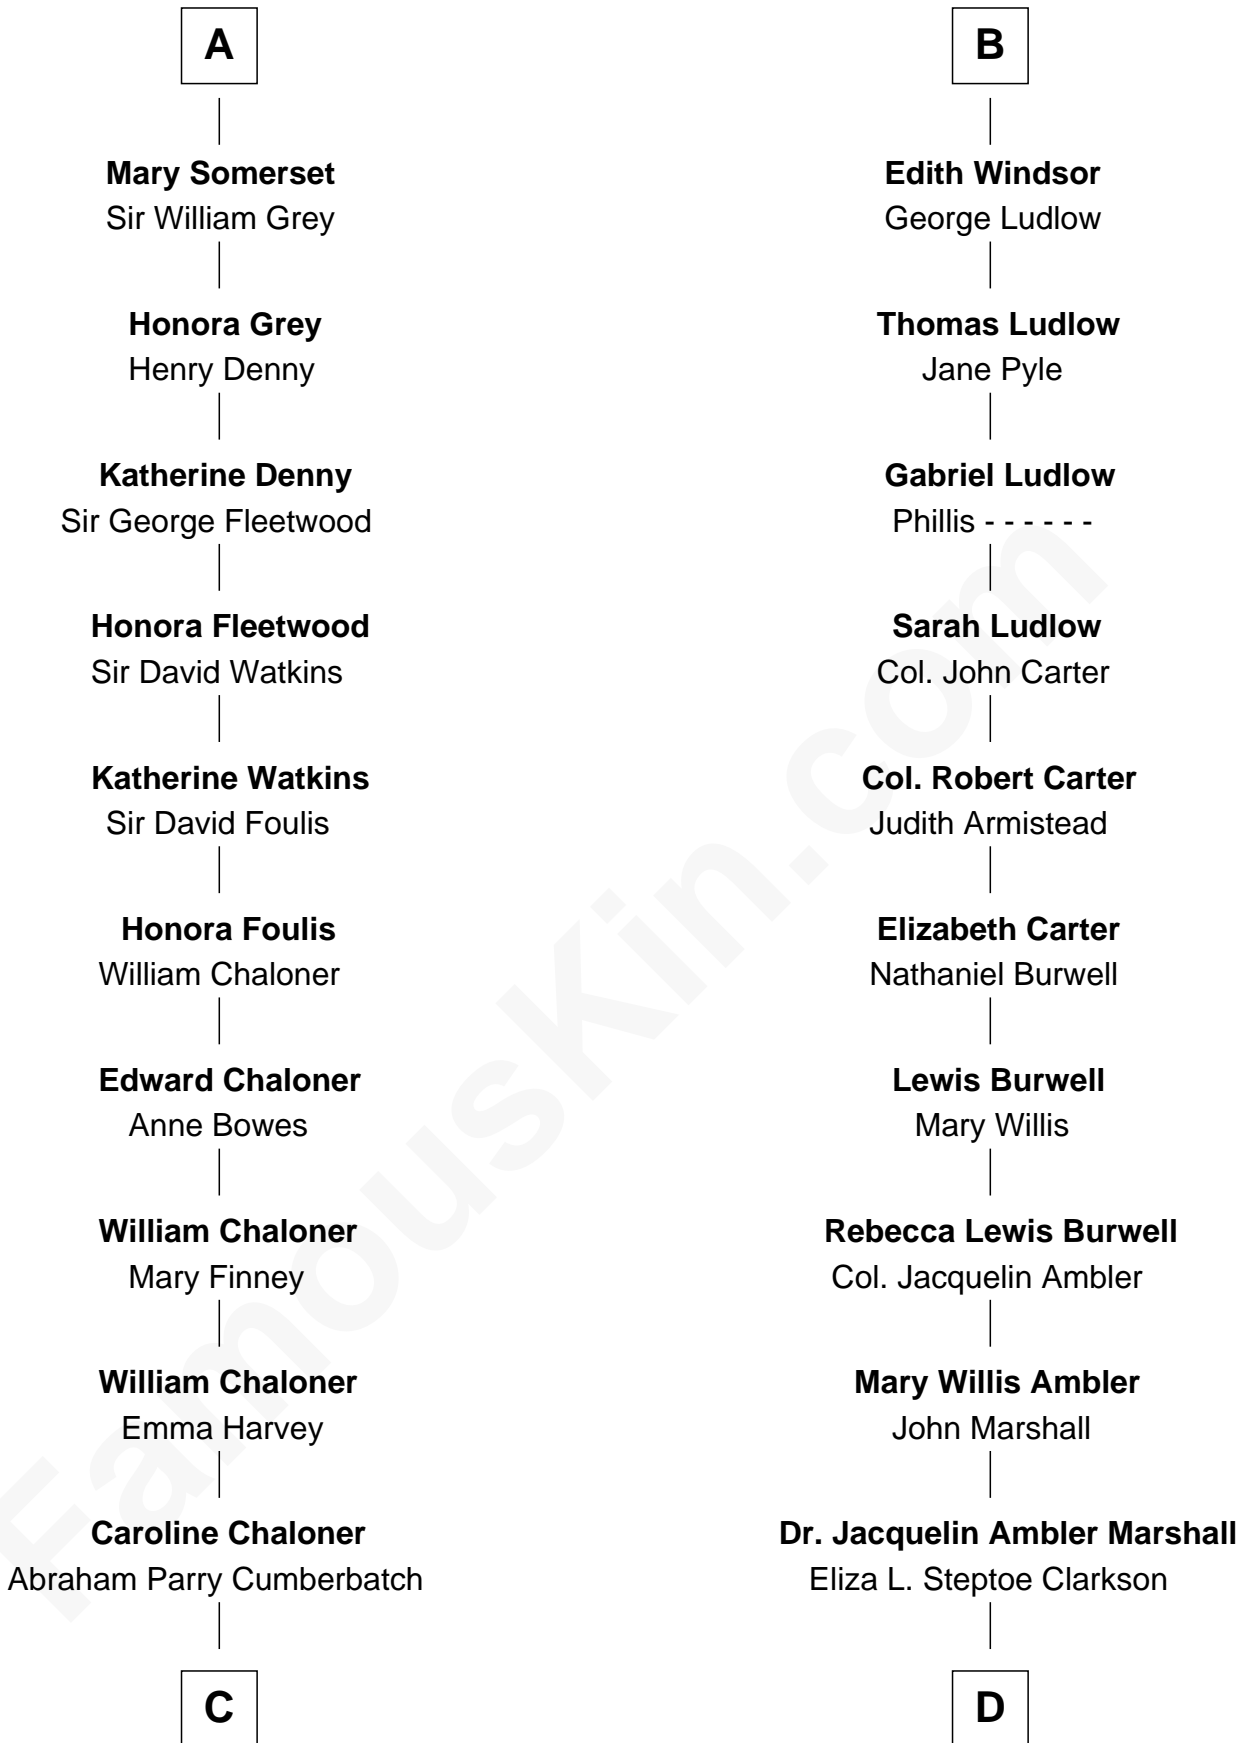 A
Mary Somerset
Sir William Grey
Honora Grey
Henry Denny
Katherine Denny
Sir George Fleetwood
Honora Fleetwood
Sir David Watkins
Katherine Watkins
Sir David Foulis
Honora Foulis
William Chaloner
Edward Chaloner
Anne Bowes
William Chaloner
Mary Finney
William Chaloner
Emma Harvey
Caroline Chaloner
Abraham Parry Cumberbatch
C
B
Edith Windsor
George Ludlow
Thomas Ludlow
Jane Pyle
Gabriel Ludlow
Phillis - - - - - -
Sarah Ludlow
Col. John Carter
Col. Robert Carter
Judith Armistead
Elizabeth Carter
Nathaniel Burwell
Lewis Burwell
Mary Willis
Rebecca Lewis Burwell
Col. Jacquelin Ambler
Mary Willis Ambler
John Marshall
Dr. Jacquelin Ambler Marshall
Eliza L. Steptoe Clarkson
D
FamousKin.com